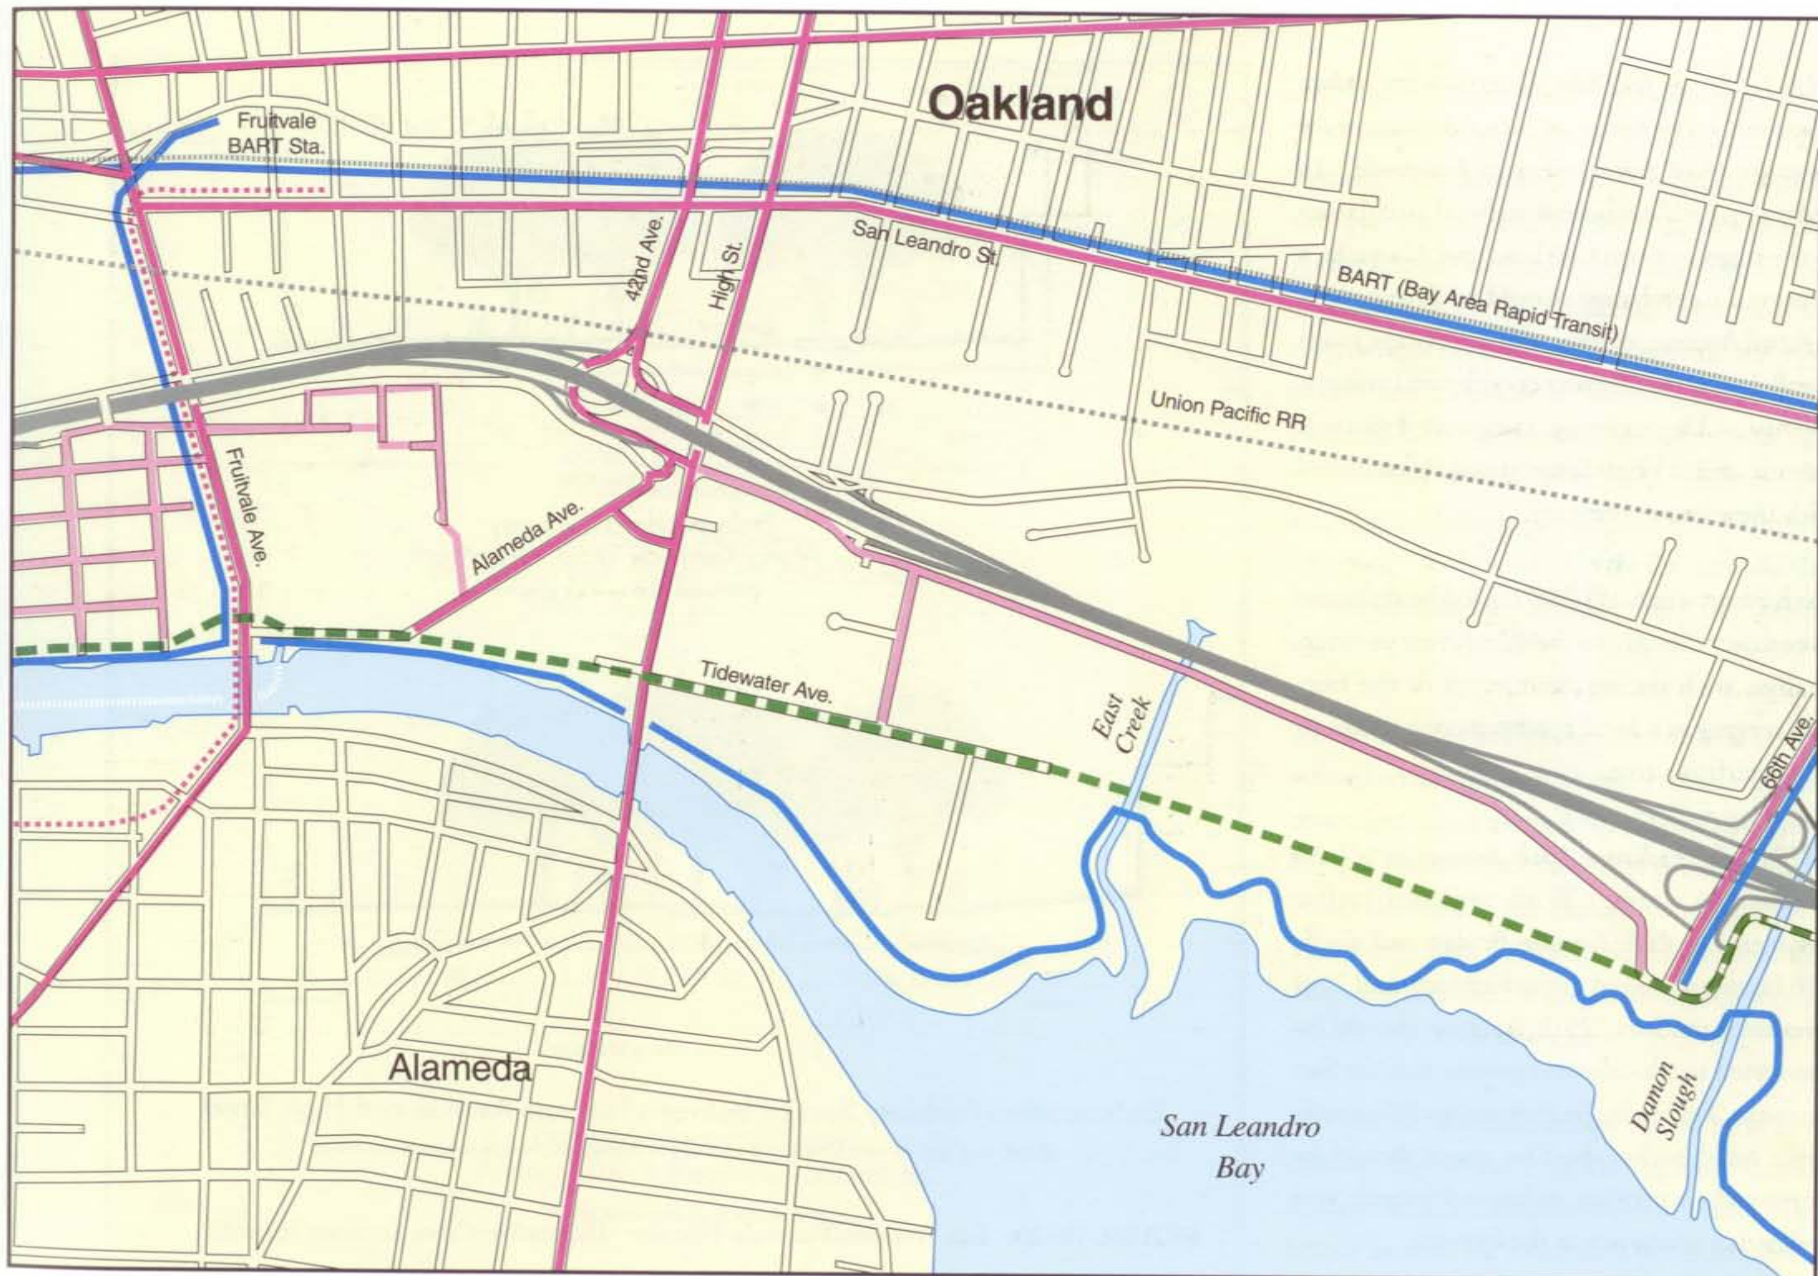 Oakland
Fruitvale
BART Sta.
42nd Ave.
High St.
San Leandro St.
BART (Bay Area Rapid Transit)
Union Pacific RR
Fruitvale Ave.
Alameda Ave.
Tidewater Ave.
East
Creek
66th Ave.
Alameda
San Leandro
Bay
Damon
Slough